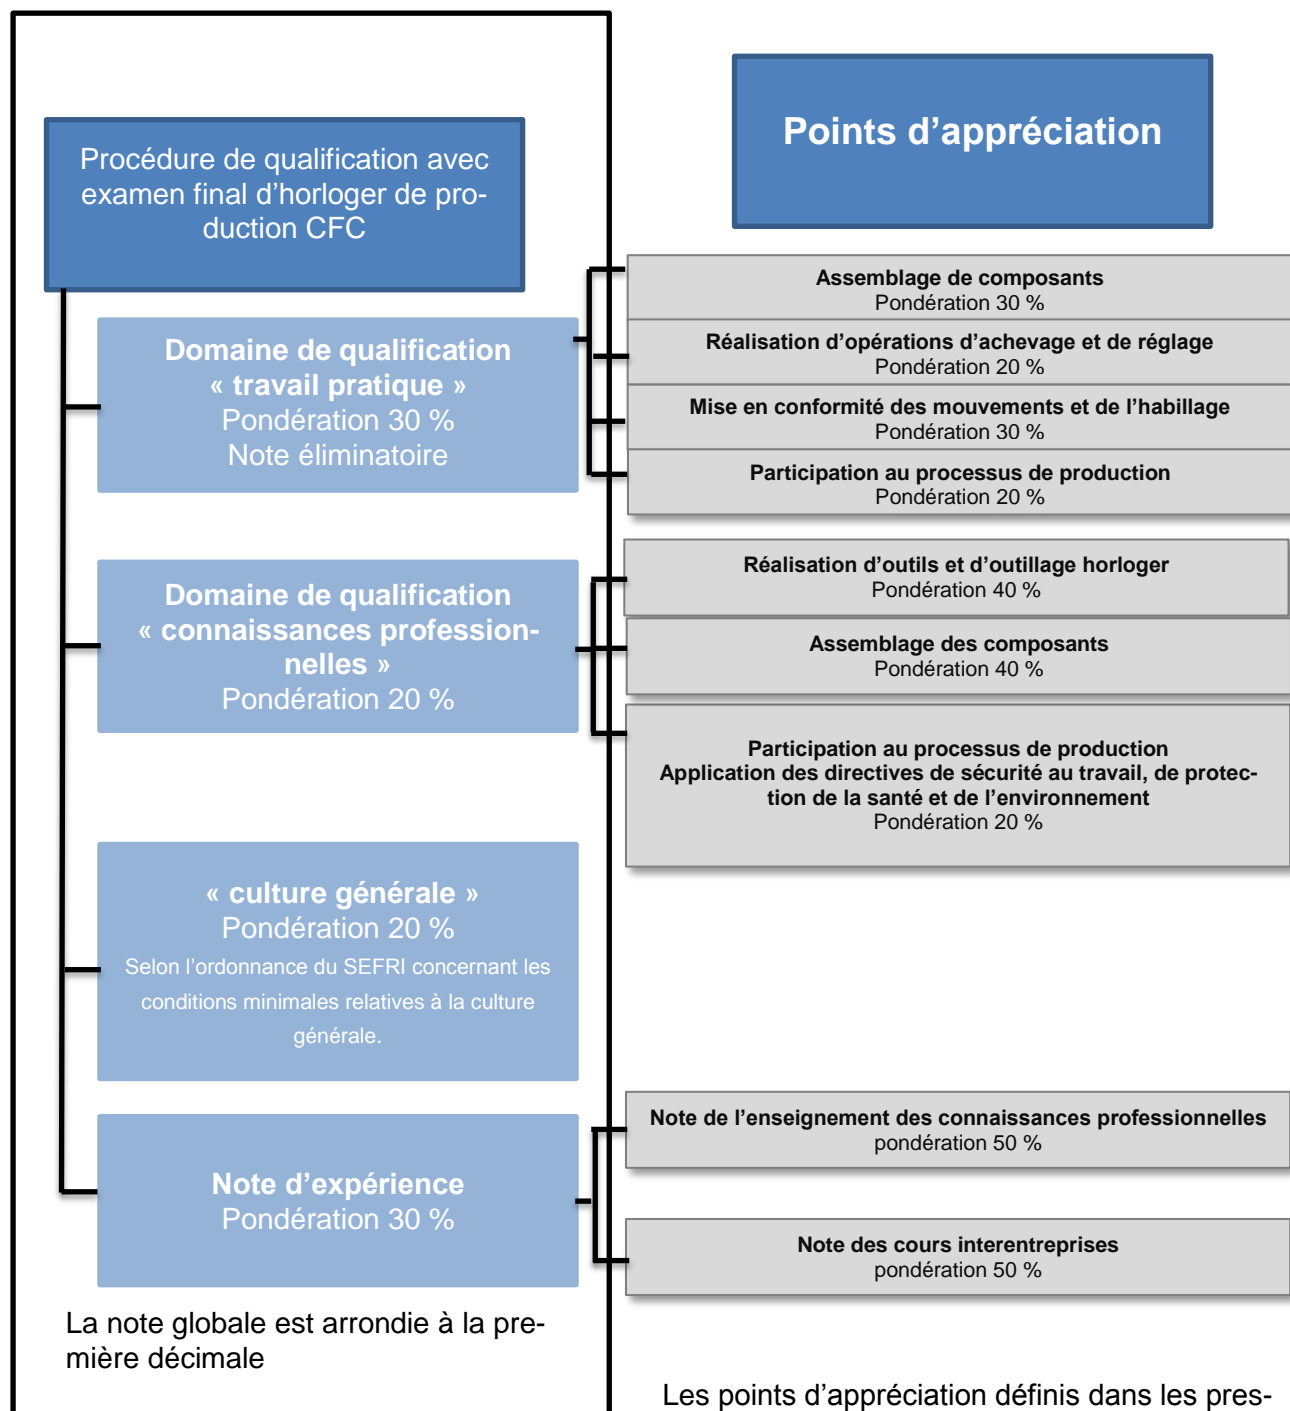 Procédure de qualification avec
examen final d’horloger de pro-
duction CFC
Points d’appréciation
Domaine de qualification
« travail pratique »
Pondération 30 %
Note éliminatoire
Assemblage de composants
Pondération 30 %
Réalisation d’opérations d’achevage et de réglage
Pondération 20 %
Mise en conformité des mouvements et de l’habillage
Pondération 30 %
Participation au processus de production
Pondération 20 %
Domaine de qualification
« connaissances profession-
nelles »
Pondération 20 %
Réalisation d’outils et d’outillage horloger
Pondération 40 %
Assemblage des composants
Pondération 40 %
Participation au processus de production
Application des directives de sécurité au travail, de protec-
tion de la santé et de l’environnement
Pondération 20 %
« culture générale »
Pondération 20 %
Selon l’ordonnance du SEFRI concernant les
conditions minimales relatives à la culture
générale.
Note d’expérience
Pondération 30 %
Note de l’enseignement des connaissances professionnelles
pondération 50 %
Note des cours interentreprises
pondération 50 %
La note globale est arrondie à la pre-
mière décimale
Les points d’appréciation définis dans les pres-